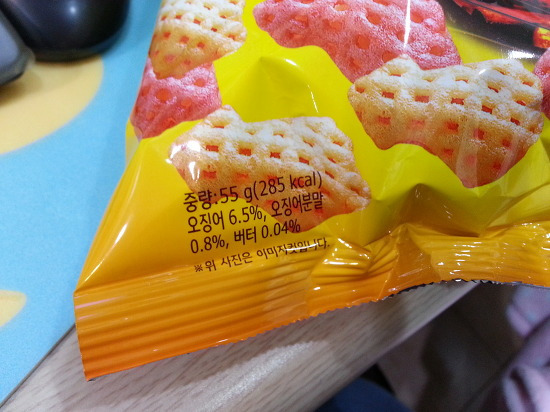 중량:55 g(285 kcal)
오징어 6.5%, 오징어분말
0.8%, 버터 0.04%
※위 사진은 이미지컷입니다.